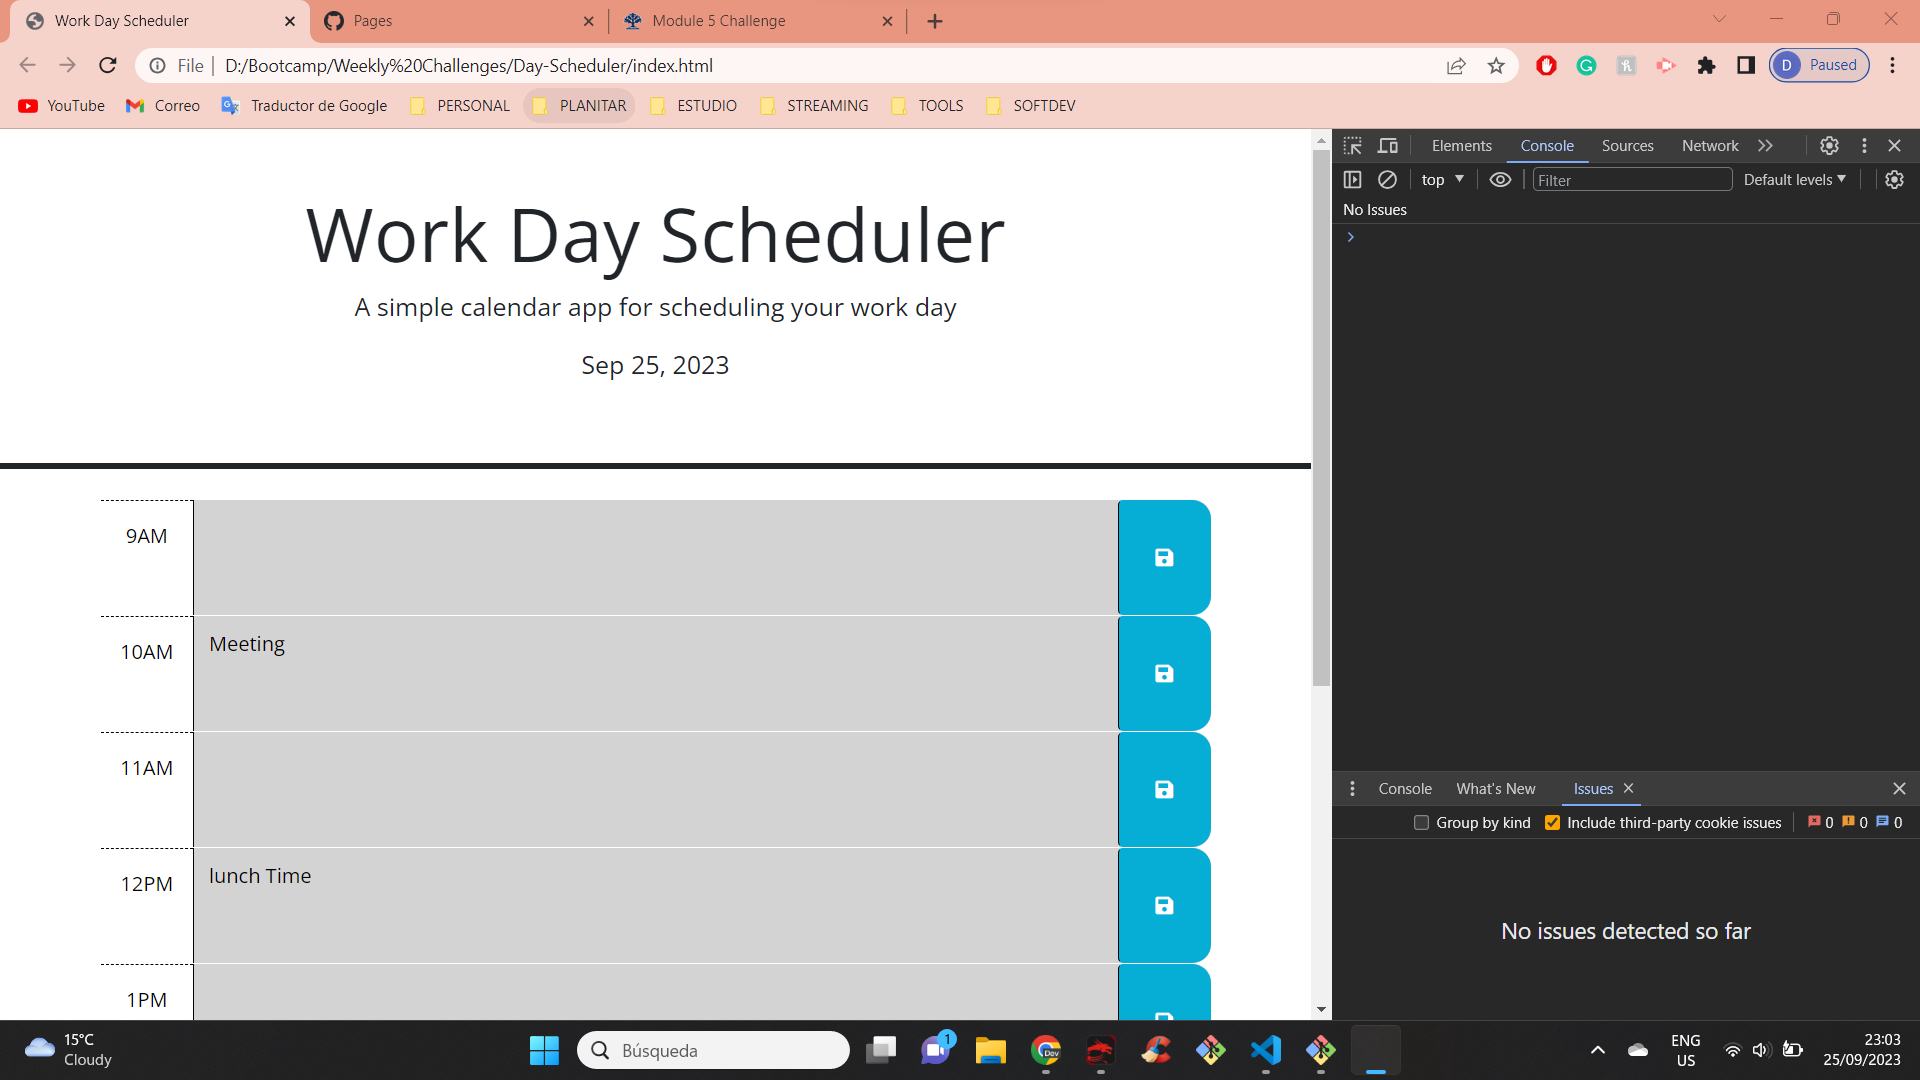 Work Day Scheduler
Pages
Module 5 Challenge
File
D:/Bootcamp/Weekly%20Challenges/Day-Scheduler/index.html
D
Paused
YouTube
Correo
Traductor de Google
PERSONAL
PLANITAR
ESTUDIO
STREAMING
TOOLS
SOFTDEV
Work Day Scheduler
A simple calendar app for scheduling your work day
Sep 25, 2023
9AM
10AM
Meeting
11AM
12PM
lunch Time
1PM
Elements
Console
Sources
Network
top
Filter
Default levels
No Issues
Console
What's New
Issues
Group by kind
Include third-party cookie issues
0
0
0
No issues detected so far
15°C
Cloudy
Búsqueda
1
Dev
ENG
US
23:03
25/09/2023